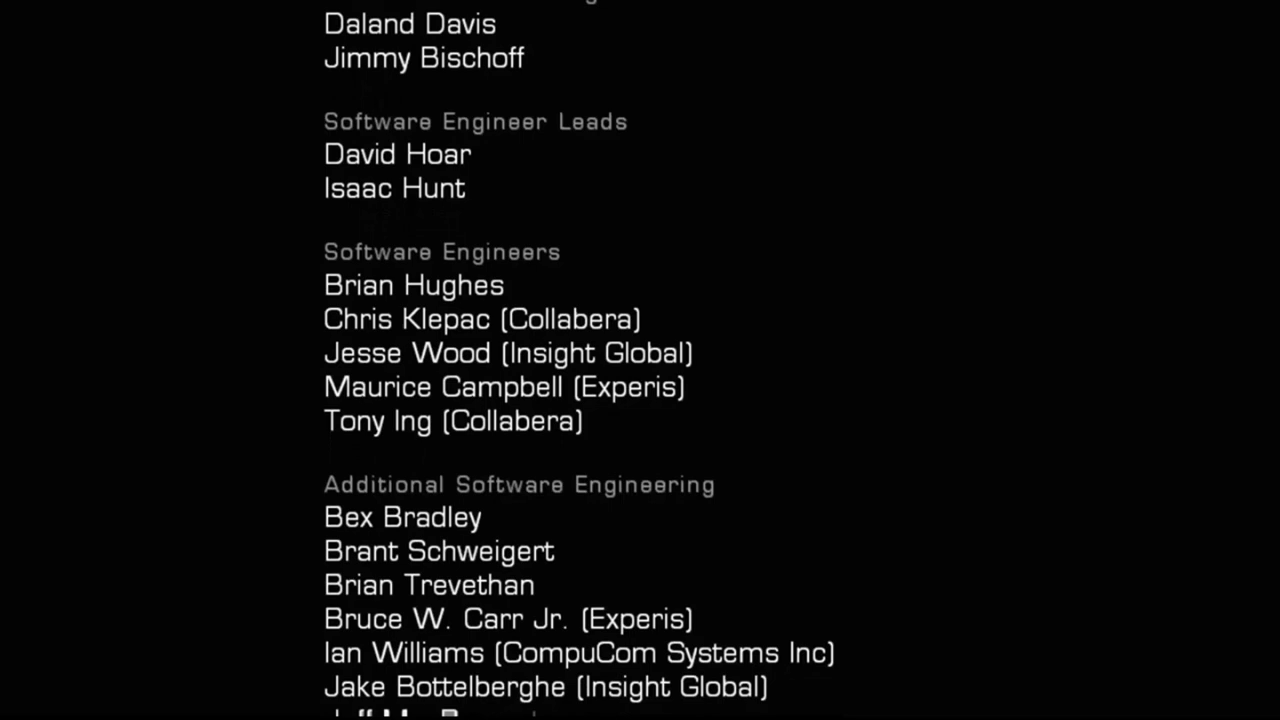 Daland Davis
Jimmy Bischoff
Software Engineer Leads
David Hoar
Isaac Hunt
Software Engineers
Brian Hughes
Chris Klepac (Collabera)
Jesse Wood (Insight Global)
Maurice Campbell (Experis)
Tony Ing (Collabera)
Additional Software Engineering
Bex Bradley
Brant Schweigert
Brian Trevethan
Bruce W. Carr Jr. (Experis)
Ian Williams (CompuCom Systems Inc)
Jake Bottelberghe (Insight Global)